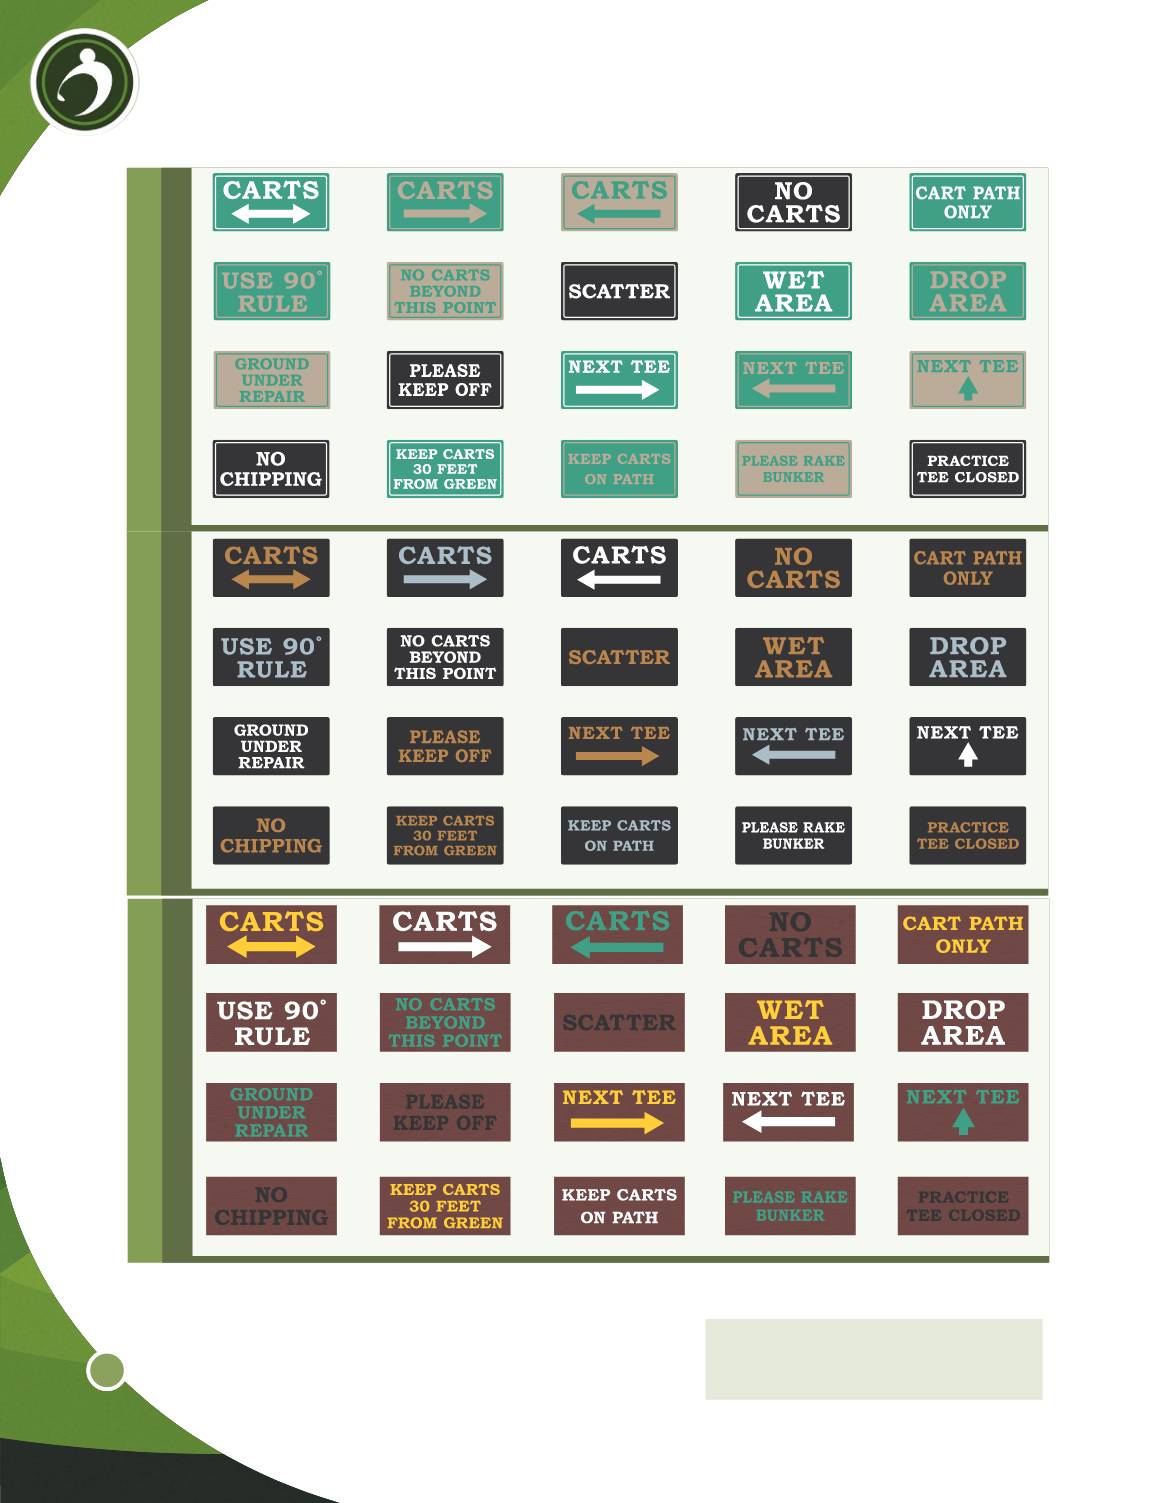 CARTS
CARTS
CARTS
NO
CARTS
CART PATH
ONLY
USE 90°
RULE
NO CARTS
BEYOND
THIS POINT
SCATTER
WET
AREA
DROP
AREA
GROUND
UNDER
REPAIR
PLEASE
KEEP OFF
NEXT TEE
NEXT TEE
NEXT TEE
NO
CHIPPING
KEEP CARTS
30 FEET
FROM GREEN
KEEP CARTS
ON PATH
PLEASE RAKE
BUNKER
PRACTICE
TEE CLOSED
CARTS
CARTS
CARTS
NO
CARTS
CART PATH
ONLY
USE 90°
RULE
NO CARTS
BEYOND
THIS POINT
SCATTER
WET
AREA
DROP
AREA
GROUND
UNDER
REPAIR
PLEASE
KEEP OFF
NEXT TEE
NEXT TEE
NEXT TEE
NO
CHIPPING
KEEP CARTS
30 FEET
FROM GREEN
KEEP CARTS
ON PATH
PLEASE RAKE
BUNKER
PRACTICE
TEE CLOSED
CARTS
CARTS
CARTS
NO
CARTS
CART PATH
ONLY
USE 90°
RULE
NO CARTS
BEYOND
THIS POINT
SCATTER
WET
AREA
DROP
AREA
GROUND
UNDER
REPAIR
PLEASE
KEEP OFF
NEXT TEE
NEXT TEE
NEXT TEE
NO
CHIPPING
KEEP CARTS
30 FEET
FROM GREEN
KEEP CARTS
ON PATH
PLEASE RAKE
BUNKER
PRACTICE
TEE CLOSED